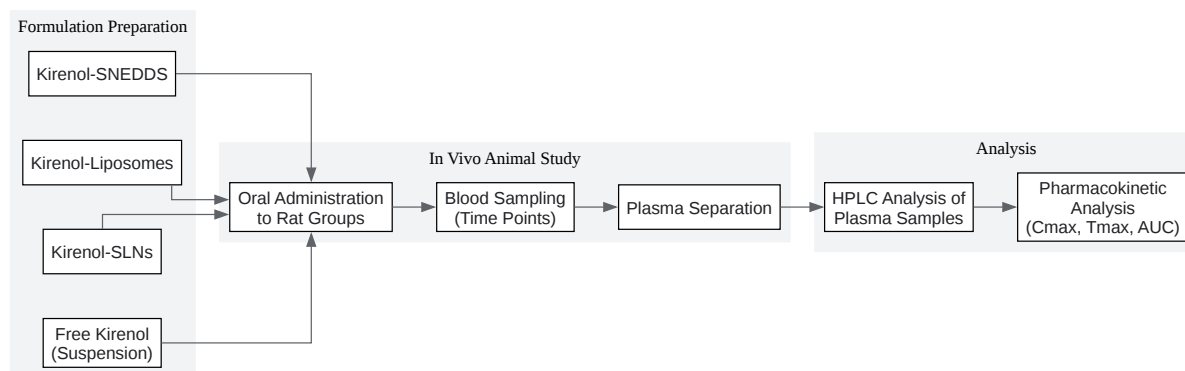 Formulation Preparation
Kirenol-SNEDDS
Kirenol-Liposomes
Kirenol-SLNs
Free Kirenol
(Suspension)
In Vivo Animal Study
Oral Administration
to Rat Groups
Blood Sampling
(Time Points)
Plasma Separation
Analysis
HPLC Analysis of
Plasma Samples
Pharmacokinetic
Analysis
(Cmax, Tmax, AUC)